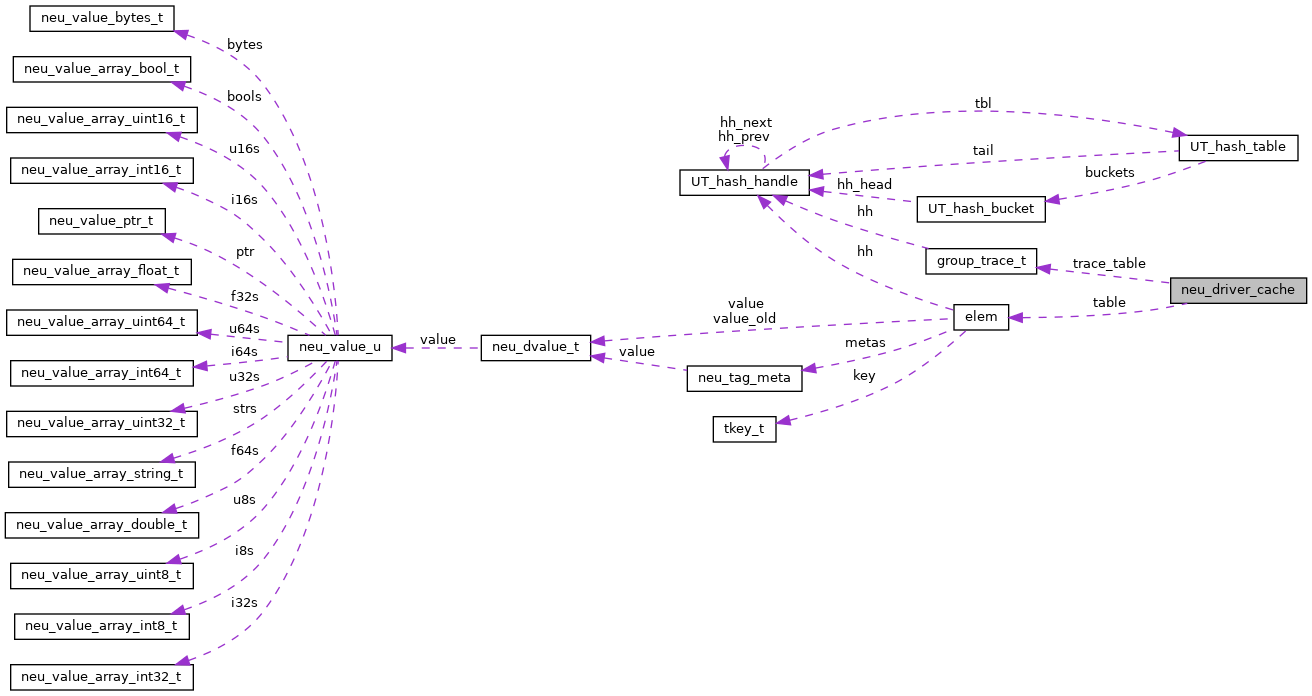 neu_value_bytes_t
neu_value_array_bool_t
neu_value_array_uint16_t
neu_value_array_int16_t
neu_value_ptr_t
neu_value_array_float_t
neu_value_array_uint64_t
neu_value_array_int64_t
neu_value_array_uint32_t
neu_value_array_string_t
neu_value_array_double_t
neu_value_array_uint8_t
neu_value_array_int8_t
neu_value_array_int32_t
bytes
bools
u16s
i16s
ptr
f32s
u64s
i64s
u32s
strs
f64s
u8s
i8s
i32s
neu_value_u
value
neu_dvalue_t
value
value
value_old
neu_tag_meta
tkey_t
metas
key
hh_next
hh_prev
UT_hash_handle
tbl
tail
hh_head
hh
hh
UT_hash_table
buckets
UT_hash_bucket
group_trace_t
trace_table
elem
table
neu_driver_cache